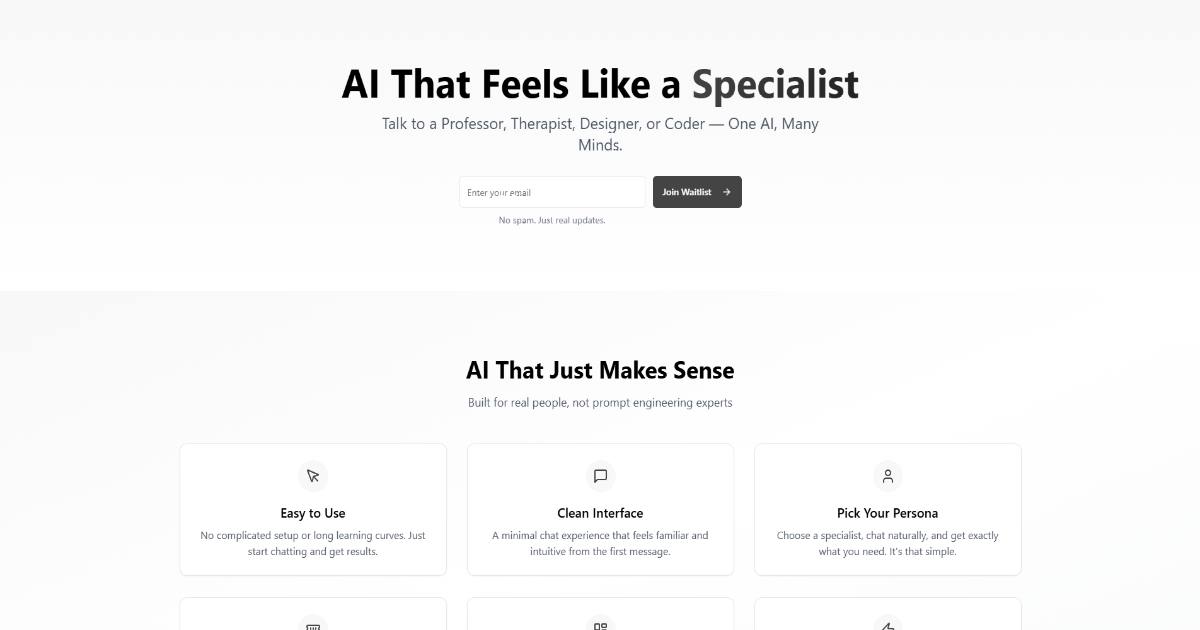 AI That Feels Like a Specialist
Talk to a Professor, Therapist, Designer, or Coder — One AI, Many
Minds.
Enter your email
Join Waitlist
No spam. Just real updates.
AI That Just Makes Sense
Built for real people, not prompt engineering experts
Easy to Use
No complicated setup or long learning curves. Just
start chatting and get results.
Clean Interface
A minimal chat experience that feels familiar and
intuitive from the first message.
Pick Your Persona
Choose a specialist, chat naturally, and get exactly
what you need. It's that simple.